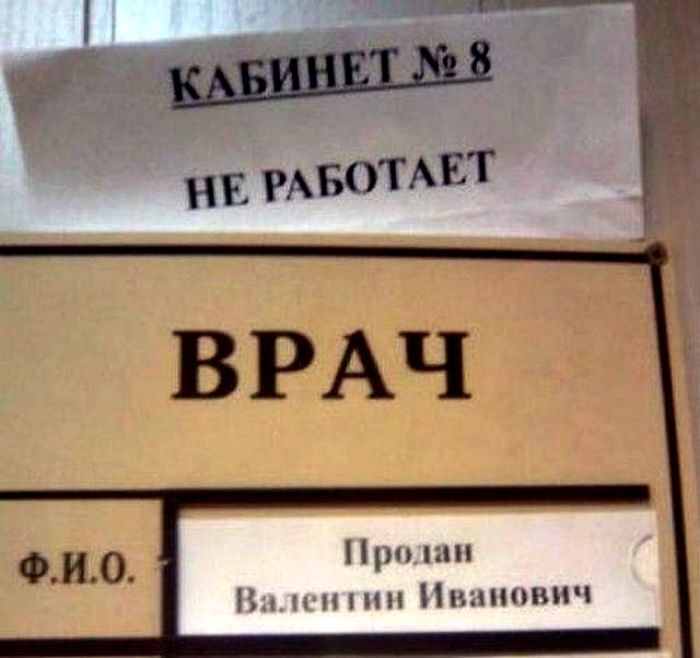 КАБИНЕТ № 8
НЕ РАБОТАЕТ
ВРАЧ
Ф.И.О.
Продан
Валентин Иванович